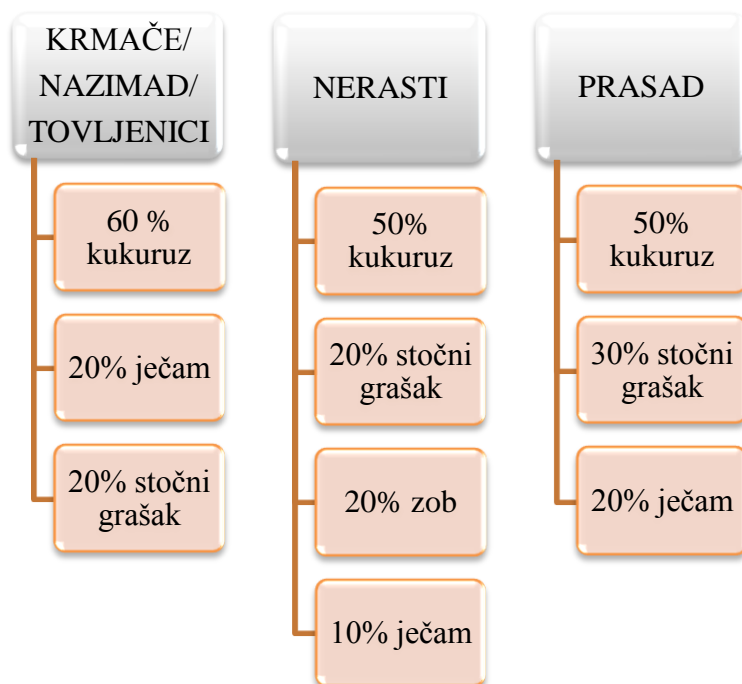 KRMAČE/
NAZIMAD/
TOVLJENICI
60 %
kukuruz
20% ječam
20% stočni
grašak
NERASTI
50%
kukuruz
20% stočni
grašak
20% zob
10% ječam
PRASAD
50%
kukuruz
30% stočni
grašak
20% ječam